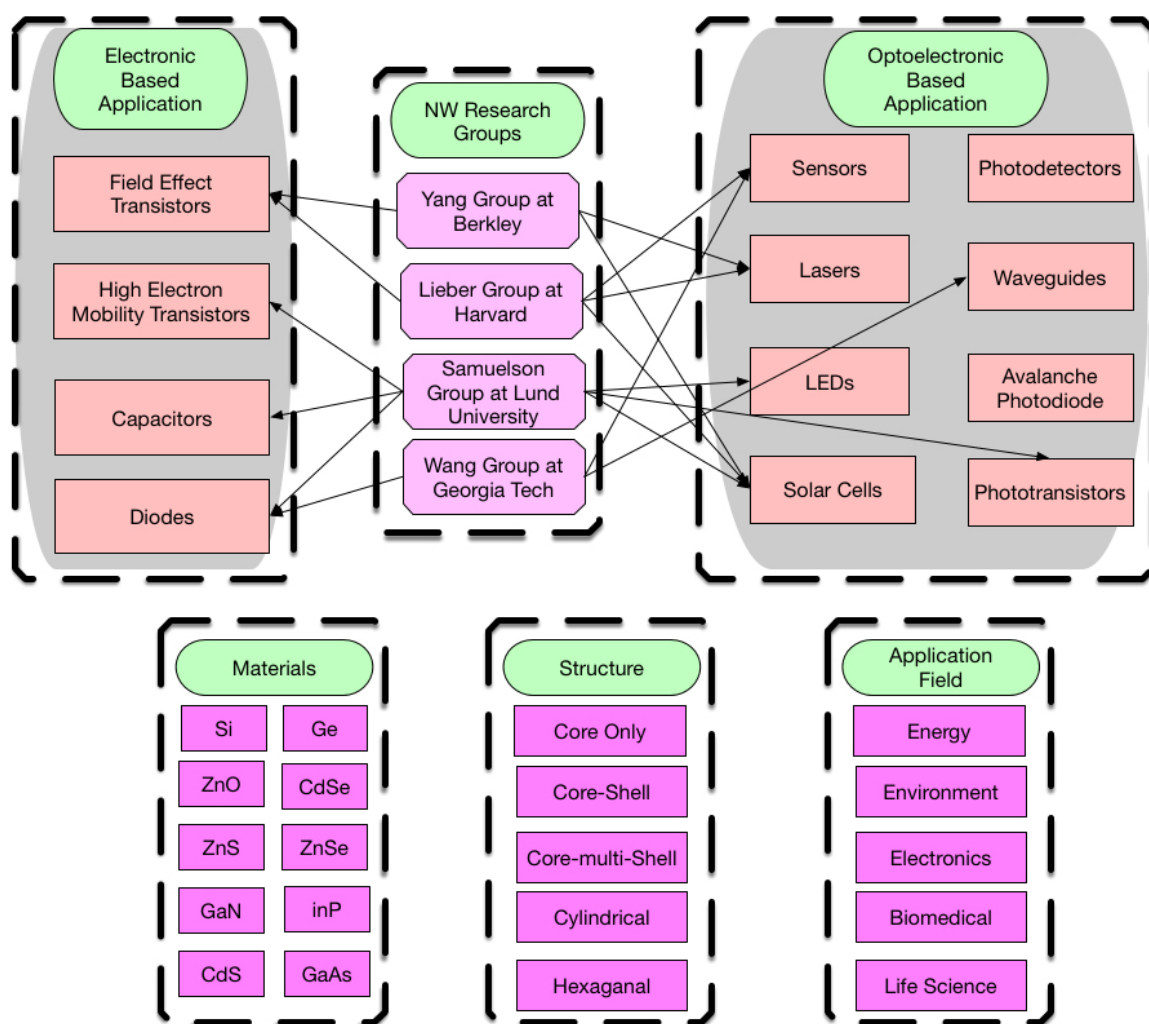 Electronic
Based
Application
Field Effect
Transistors
High Electron
Mobility Transistors
Capacitors
Diodes
NW Research
Groups
Yang Group at
Berkley
Lieber Group at
Harvard
Samuelson
Group at Lund
University
Wang Group at
Georgia Tech
Optoelectronic
Based
Application
Sensors
Photodetectors
Lasers
Waveguides
LEDs
Avalanche
Photodiode
Solar Cells
Phototransistors
Materials
Si
Ge
ZnO
CdSe
ZnS
ZnSe
GaN
inP
CdS
GaAs
Structure
Core Only
Core-Shell
Core-multi-Shell
Cylindrical
Hexaganal
Application
Field
Energy
Environment
Electronics
Biomedical
Life Science